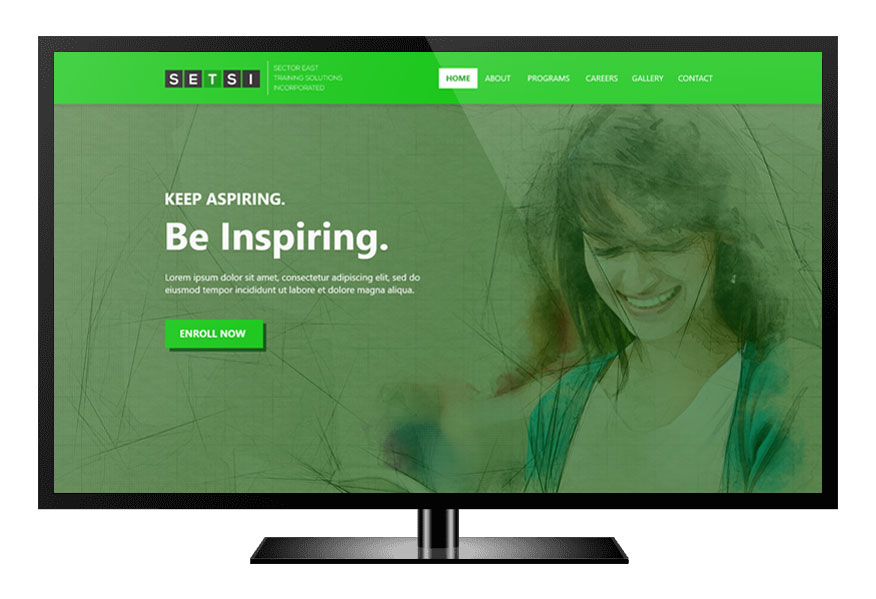 SETSI
SECTOR EAST
TRAINING SOLUTIONS
INCORPORATED
HOME ABOUT PROGRAMS CAREERS GALLERY CONTACT
KEEP ASPIRING.
Be Inspiring.
Lorem ipsum dolor sit amet, consectetur adipiscing elit, sed do
eiusmod tempor incididunt ut labore et dolore magna aliqua.
ENROLL NOW